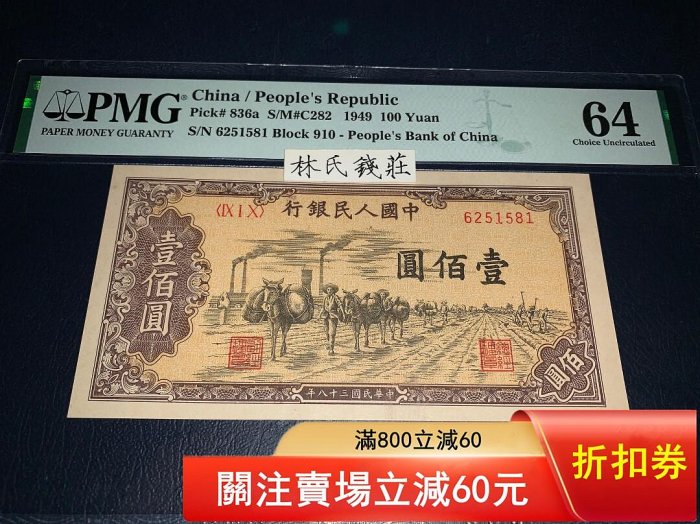 PMG® China / People's Republic
PAPER MONEY GUARANTY
Pick# 836a S/M#C282 1949 100 Yuan
S/N 6251581 Block 910 - People's Bank of China
64
Choice Uncirculated
林氏錢莊
〈IX I X〉
行銀民人國中
6251581
圓佰壹
壹佰圓
佰圓
年八十三國民華中
滿800立減60
關注賣場立減60元
折扣券